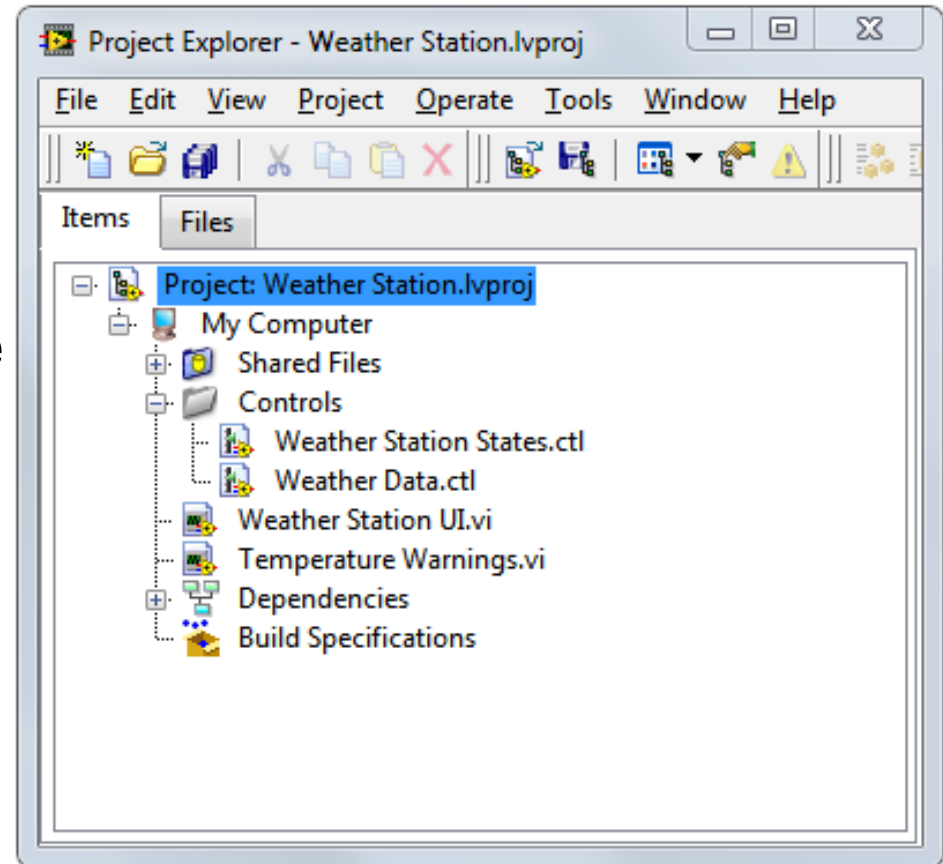 Project Explorer - Weather Station.lvproj
File Edit View Project Operate Tools Window Help
Items Files
Project: Weather Station.lvproj
My Computer
Shared Files
Controls
Weather Station States.ctl
Weather Data.ctl
Weather Station UI.vi
Temperature Warnings.vi
Dependencies
Build Specifications